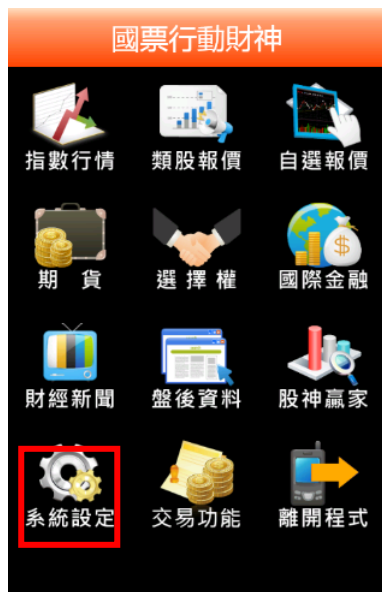 國票行動財神
指數行情
類股報價
自選報價
期 貨
選 擇 權
國際金融
財經新聞
盤後資料
股神贏家
系統設定
交易功能
離開程式